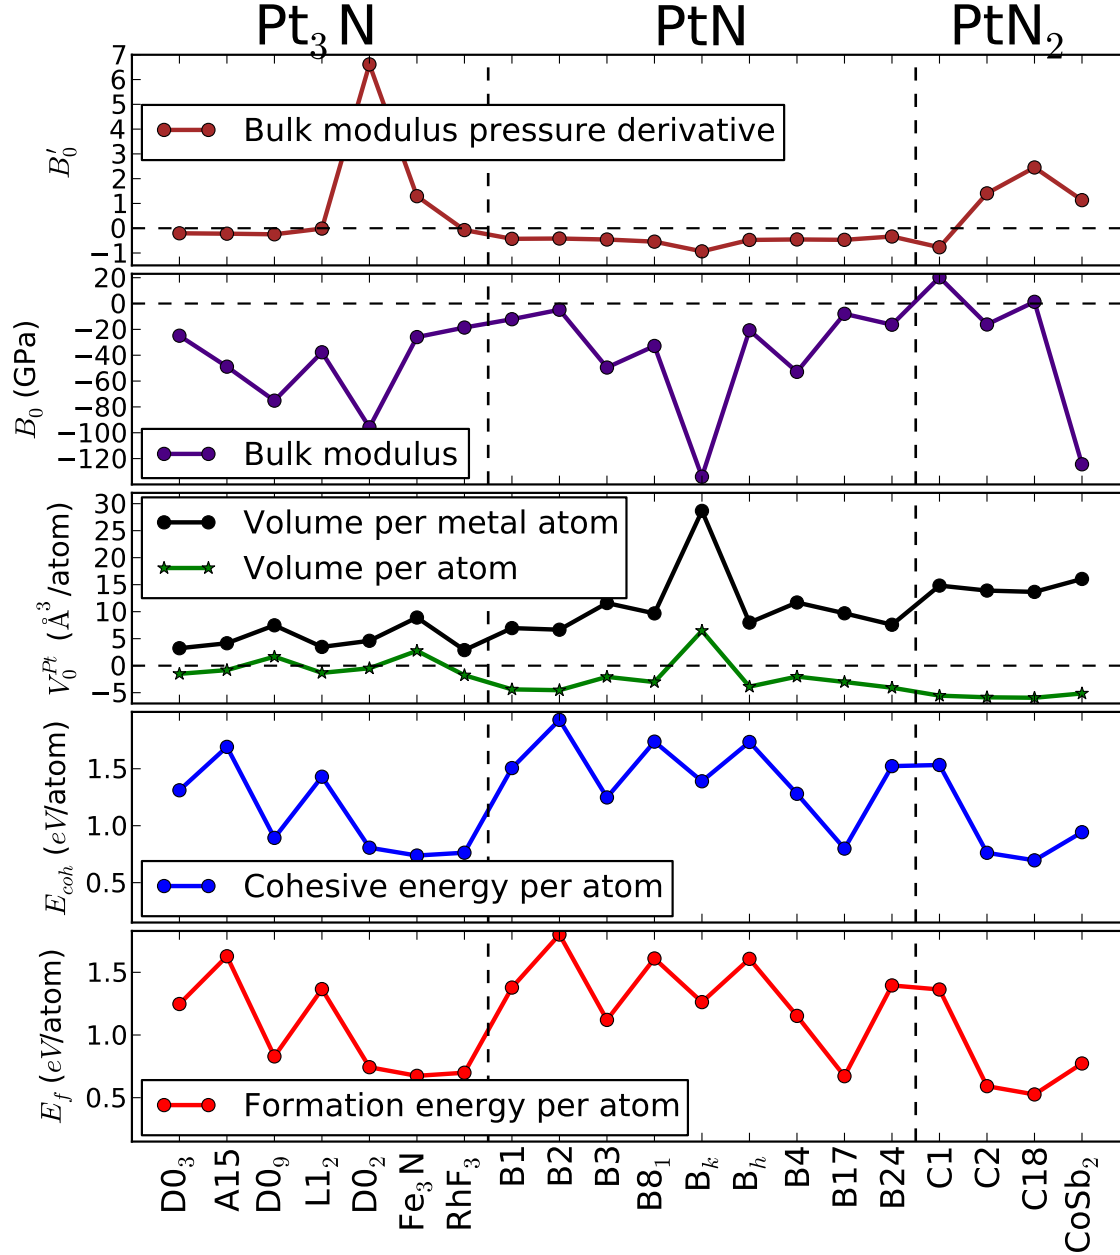 Pt₃N PtN PtN₂
7
6
5
4
3
2
1
0
−1
B′₀
Bulk modulus pressure derivative
20
0
−20
−40
−60
−80
−100
−120
B₀ (GPa)
Bulk modulus
30
25
20
15
10
5
0
−5
V₀ᴾᵗ (Å³/atom)
Volume per metal atom
Volume per atom
1.5
1.0
0.5
E_coh (eV/atom)
Cohesive energy per atom
1.5
1.0
0.5
E_f (eV/atom)
Formation energy per atom
D0₃ A15 D0₉ L1₂ D0₂ Fe₃N RhF₃ B1 B2 B3 B8₁ B_k B_h B4 B17 B24 C1 C2 C18 CoSb₂